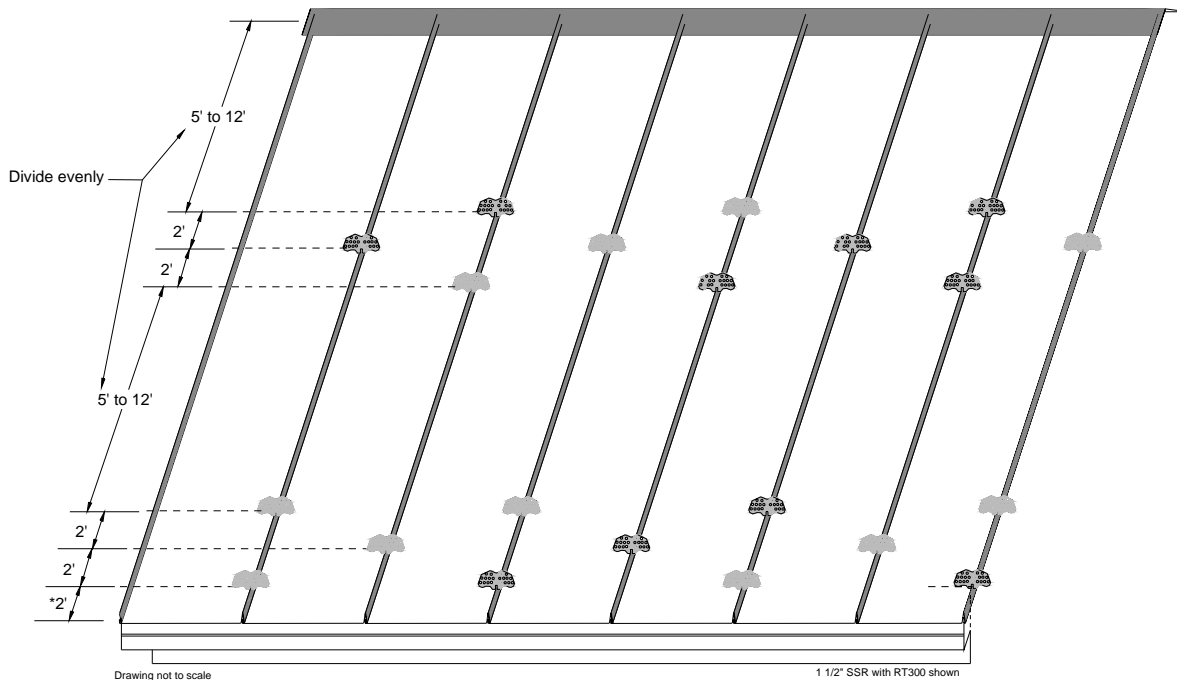 5' to 12'
Divide evenly
2'
2'
5' to 12'
2'
2'
*2'
Drawing not to scale
1 1/2" SSR with RT300 shown